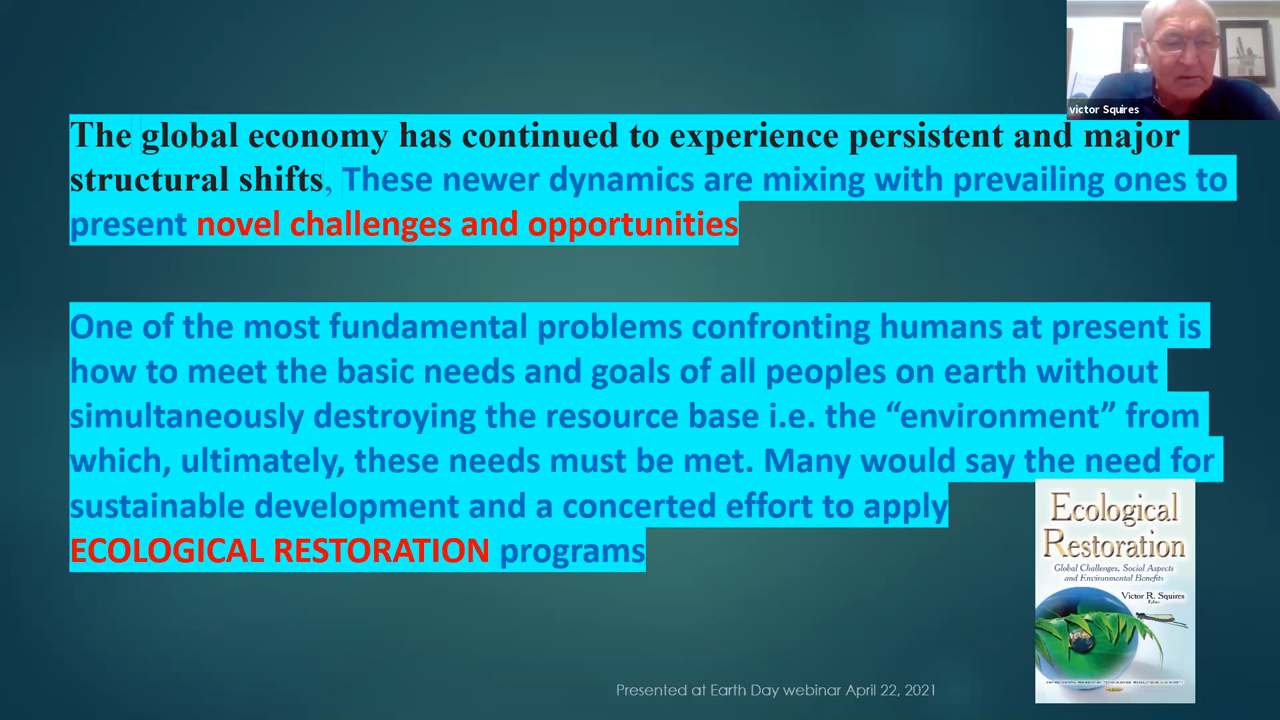 victor Squires
The global economy has continued to experience persistent and major
structural shifts, These newer dynamics are mixing with prevailing ones to
present novel challenges and opportunities
One of the most fundamental problems confronting humans at present is
how to meet the basic needs and goals of all peoples on earth without
simultaneously destroying the resource base i.e. the “environment” from
which, ultimately, these needs must be met. Many would say the need for
sustainable development and a concerted effort to apply
ECOLOGICAL RESTORATION programs
Ecological
Restoration
Global Challenges, Social Aspects
and Environmental Benefits
Victor R. Squires
Editor
Presented at Earth Day webinar April 22, 2021